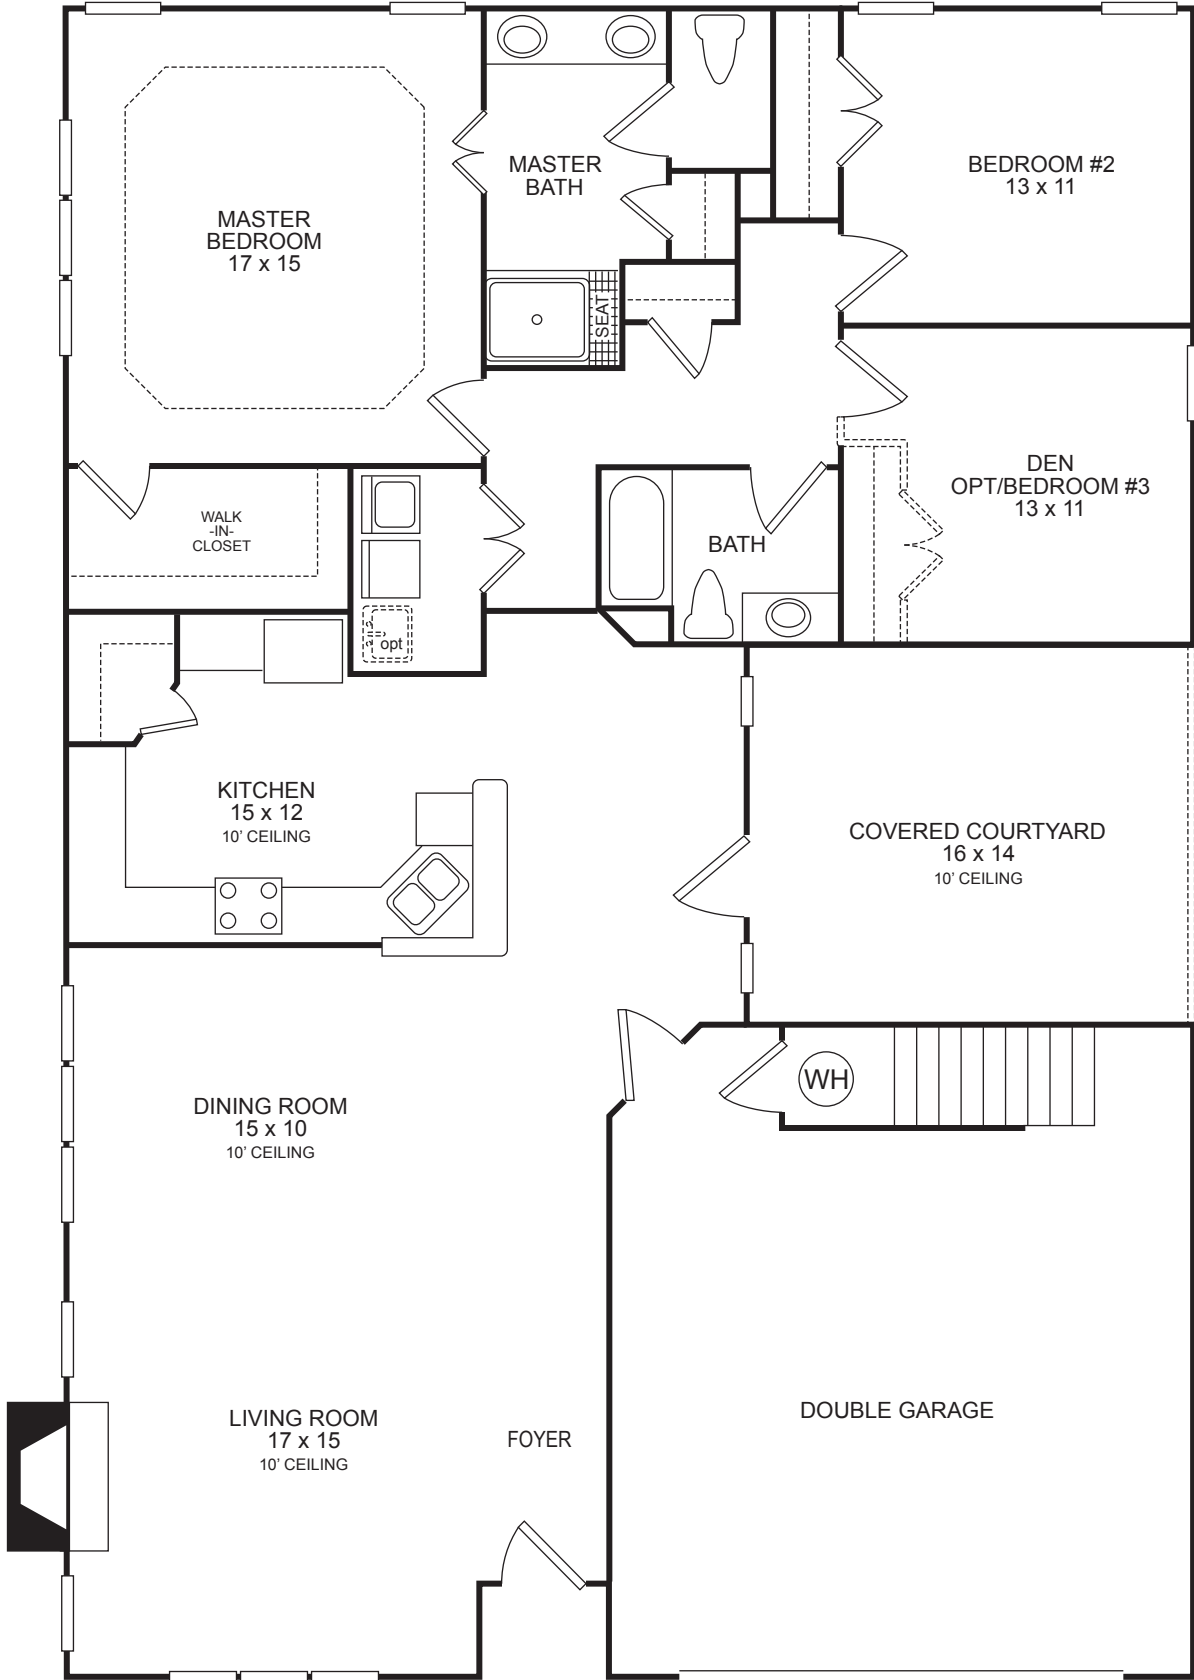 MASTER
BATH
BEDROOM #2
13 x 11
MASTER
BEDROOM
17 x 15
SEAT
DEN
OPT/BEDROOM #3
13 x 11
WALK
-IN-
CLOSET
BATH
opt
KITCHEN
15 x 12
10’ CEILING
COVERED COURTYARD
16 x 14
10’ CEILING
WH
DINING ROOM
15 x 10
10’ CEILING
LIVING ROOM
17 x 15
10’ CEILING
FOYER
DOUBLE GARAGE